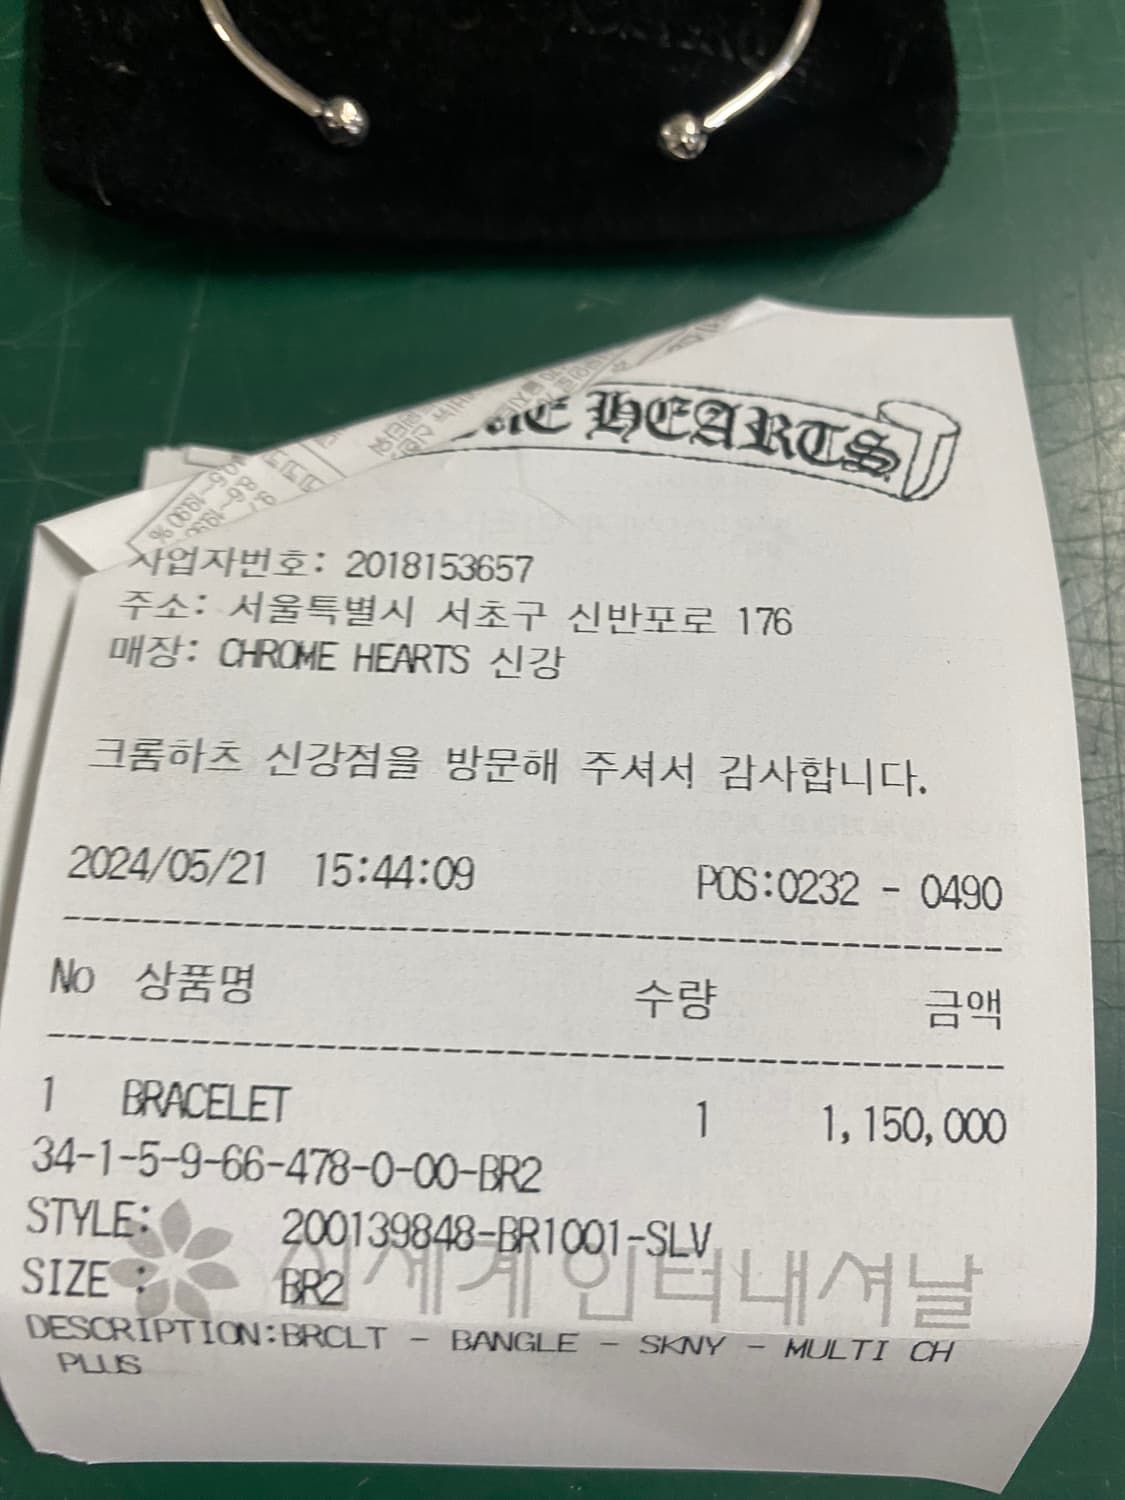 HEARTS
사업자번호: 2018153657
주소: 서울특별시 서초구 신반포로 176
매장: CHROME HEARTS 신강
크롬하츠 신강점을 방문해 주셔서 감사합니다.
2024/05/21 15:44:09 POS:0232 - 0490
No 상품명 수량 금액
1 BRACELET 1 1,150,000
34-1-5-9-66-478-0-00-BR2
STYLE: 200139848-BR1001-SLV
SIZE : BR2
신세계인터내셔날
DESCRIPTION:BRCLT - BANGLE - SKNY - MULTI CH
PLUS